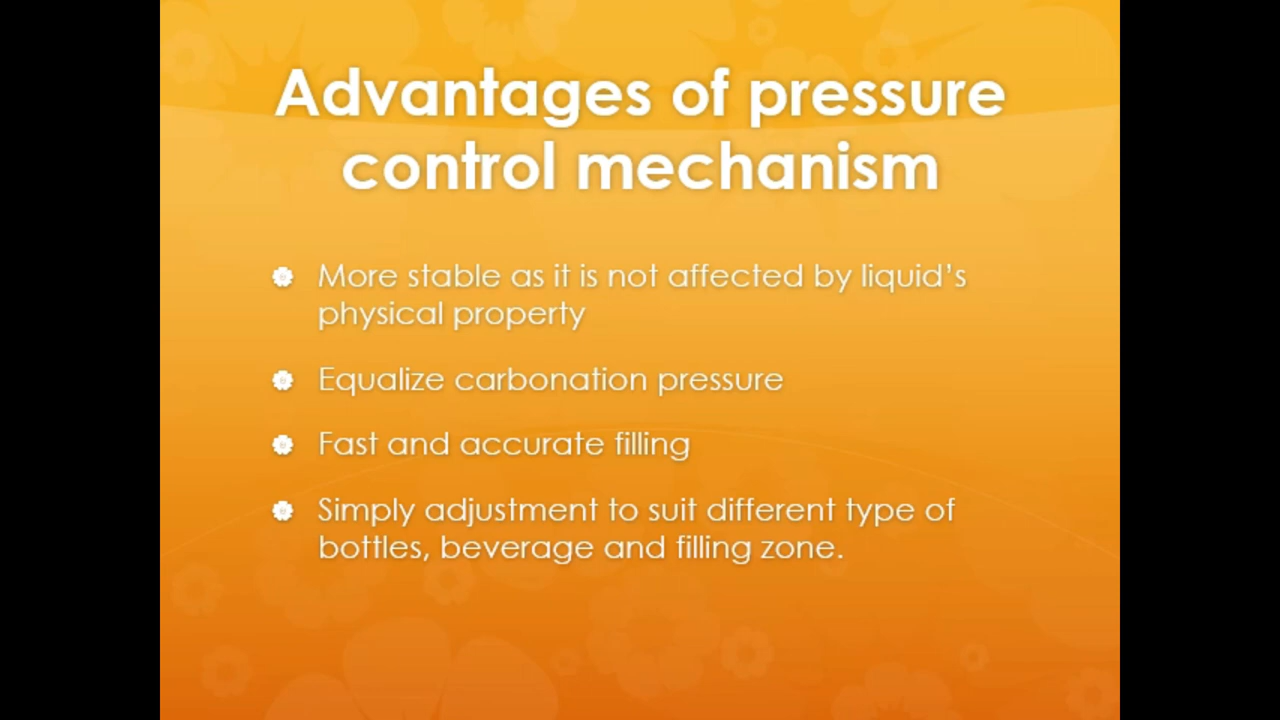 Advantages of pressure
control mechanism
More stable as it is not affected by liquid's
physical property
Equalize carbonation pressure
Fast and accurate filling
Simply adjustment to suit different type of
bottles, beverage and filling zone.